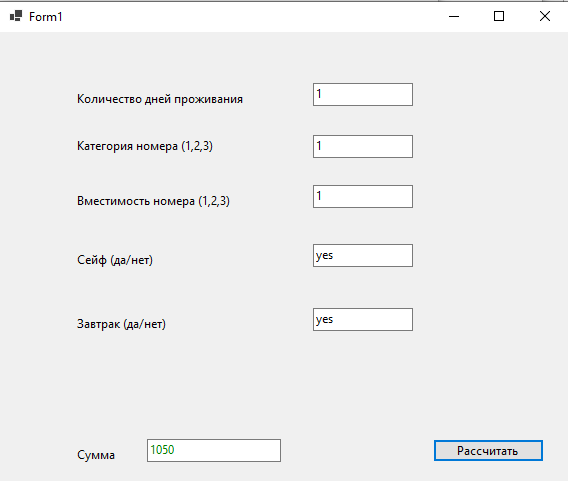 Form1
Количество дней проживания 1
Категория номера (1,2,3) 1
Вместимость номера (1,2,3) 1
Сейф (да/нет) yes
Завтрак (да/нет) yes
Сумма 1050 Рассчитать